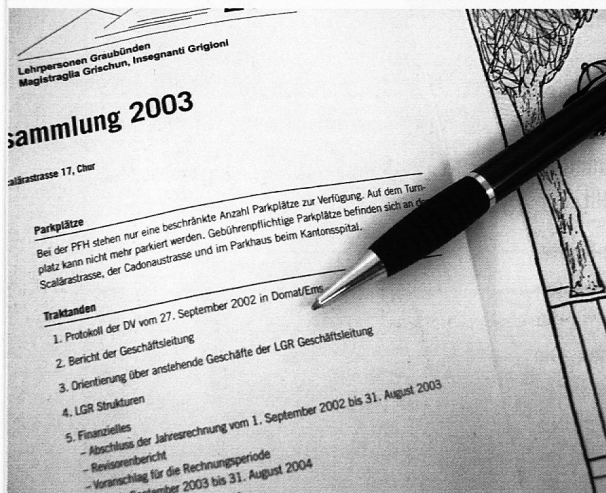 Lehrpersonen Graubünden
Magistraglia Grischun, Insegnanti Grigioni
sammlung 2003
calärastrasse 17, Chur
Parkplätze
Bei der PFH stehen nur eine beschränkte Anzahl Parkplätze zur Verfügung. Auf dem Turn-
platz kann nicht mehr parkiert werden. Gebührenpflichtige Parkplätze befinden sich an
Scalärastrasse, der Cadonaustrasse und im Parkhaus beim Kantonsspital.
Traktanden
1. Protokoll der DV vom 27. September 2002 in Domat/Ems
2. Bericht der Geschäftsleitung
3. Orientierung über anstehende Geschäfte der LGR Geschäftsleitung
4. LGR Strukturen
5. Finanzielles
– Abschluss der Jahresrechnung vom 1. September 2002 bis 31. August 2003
– Revisorenbericht
– Voranschlag für die Rechnungsperiode
September 2003 bis 31. August 2004